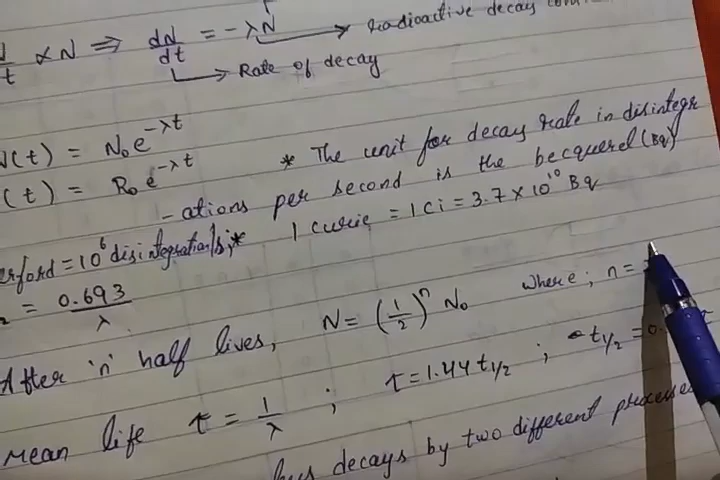 ∝ N ⇒ dN/dt = -λN → Radioactive decay
→ Rate of decay
N(t) = N₀e^-λt
(t) = R₀e^-λt * The unit for decay rate in disintegr
-ations per second is the becquerel (Bq)
erford = 10⁶ disintegrations/s; * 1 curie = 1 Ci = 3.7 × 10¹⁰ Bq
= 0.693/λ
After 'n' half lives, N = (1/2)ⁿ N₀ where, n =
mean life τ = 1/λ ; τ = 1.44 t₁/₂ ; t₁/₂ = 0.
decays by two different processes